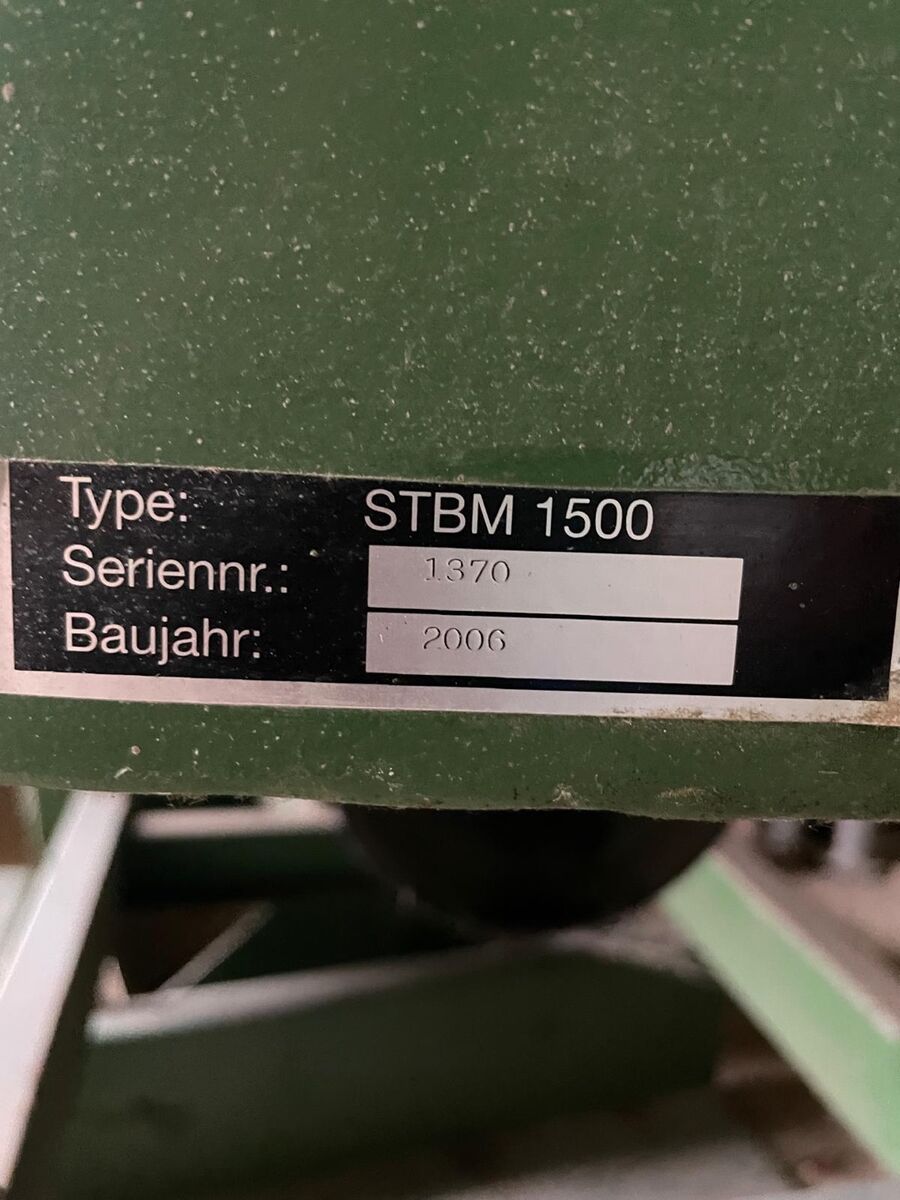 Type: STBM 1500
Seriennr.: 1370
Baujahr: 2006